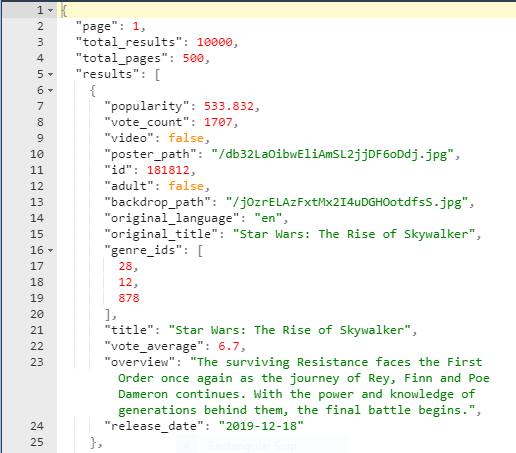 1 {
2 "page": 1,
3 "total_results": 10000,
4 "total_pages": 500,
5 "results": [
6 {
7 "popularity": 533.832,
8 "vote_count": 1707,
9 "video": false,
10 "poster_path": "/db32LaOibwEliAmSL2jjDF6oDdj.jpg",
11 "id": 181812,
12 "adult": false,
13 "backdrop_path": "/jOzrELAzFxtMx2I4uDGHOotdfsS.jpg",
14 "original_language": "en",
15 "original_title": "Star Wars: The Rise of Skywalker",
16 "genre_ids": [
17 28,
18 12,
19 878
20 ],
21 "title": "Star Wars: The Rise of Skywalker",
22 "vote_average": 6.7,
23 "overview": "The surviving Resistance faces the First
Order once again as the journey of Rey, Finn and Poe
Dameron continues. With the power and knowledge of
generations behind them, the final battle begins.",
24 "release_date": "2019-12-18"
25 },
Rectangular Snip